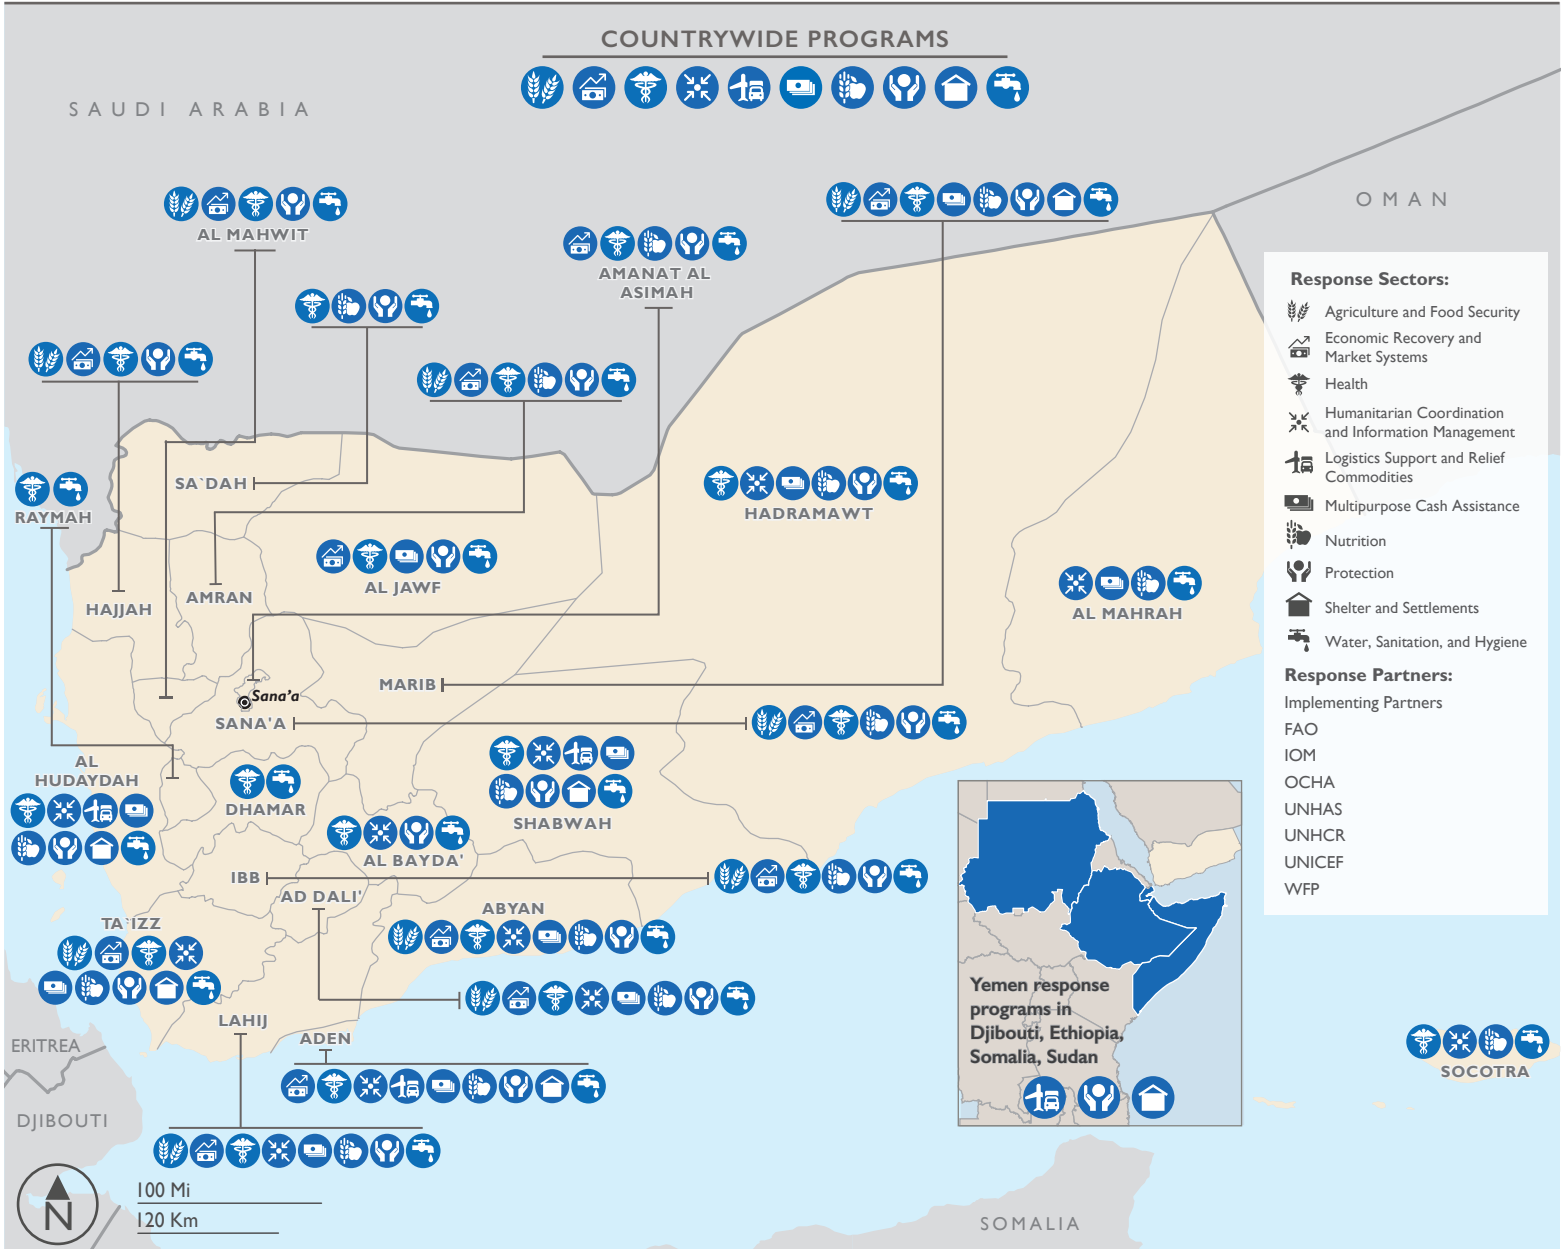 COUNTRYWIDE PROGRAMS
SAUDI ARABIA
OMAN
AL MAHWIT
AMANAT AL
ASIMAH
SA`DAH
RAYMAH
HADRAMAWT
AL JAWF
HAJJAH
AMRAN
AL MAHRAH
MARIB
Sana'a
SANA'A
AL
HUDAYDAH
DHAMAR
SHABWAH
AL BAYDA'
IBB
AD DALI'
ABYAN
TA`IZZ
LAHIJ
ADEN
ERITREA
DJIBOUTI
SOCOTRA
SOMALIA
100 Mi
120 Km
N
Yemen response
programs in
Djibouti, Ethiopia,
Somalia, Sudan
Response Sectors:
Agriculture and Food Security
Economic Recovery and
Market Systems
Health
Humanitarian Coordination
and Information Management
Logistics Support and Relief
Commodities
Multipurpose Cash Assistance
Nutrition
Protection
Shelter and Settlements
Water, Sanitation, and Hygiene
Response Partners:
Implementing Partners
FAO
IOM
OCHA
UNHAS
UNHCR
UNICEF
WFP